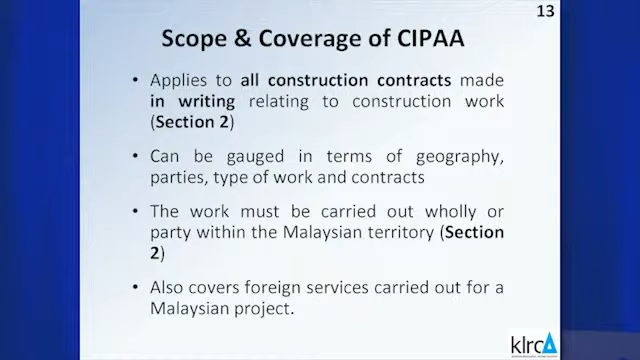 13
Scope & Coverage of CIPAA
• Applies to all construction contracts made
in writing relating to construction work
(Section 2)
• Can be gauged in terms of geography,
parties, type of work and contracts
• The work must be carried out wholly or
party within the Malaysian territory (Section
2)
• Also covers foreign services carried out for a
Malaysian project.
klrca